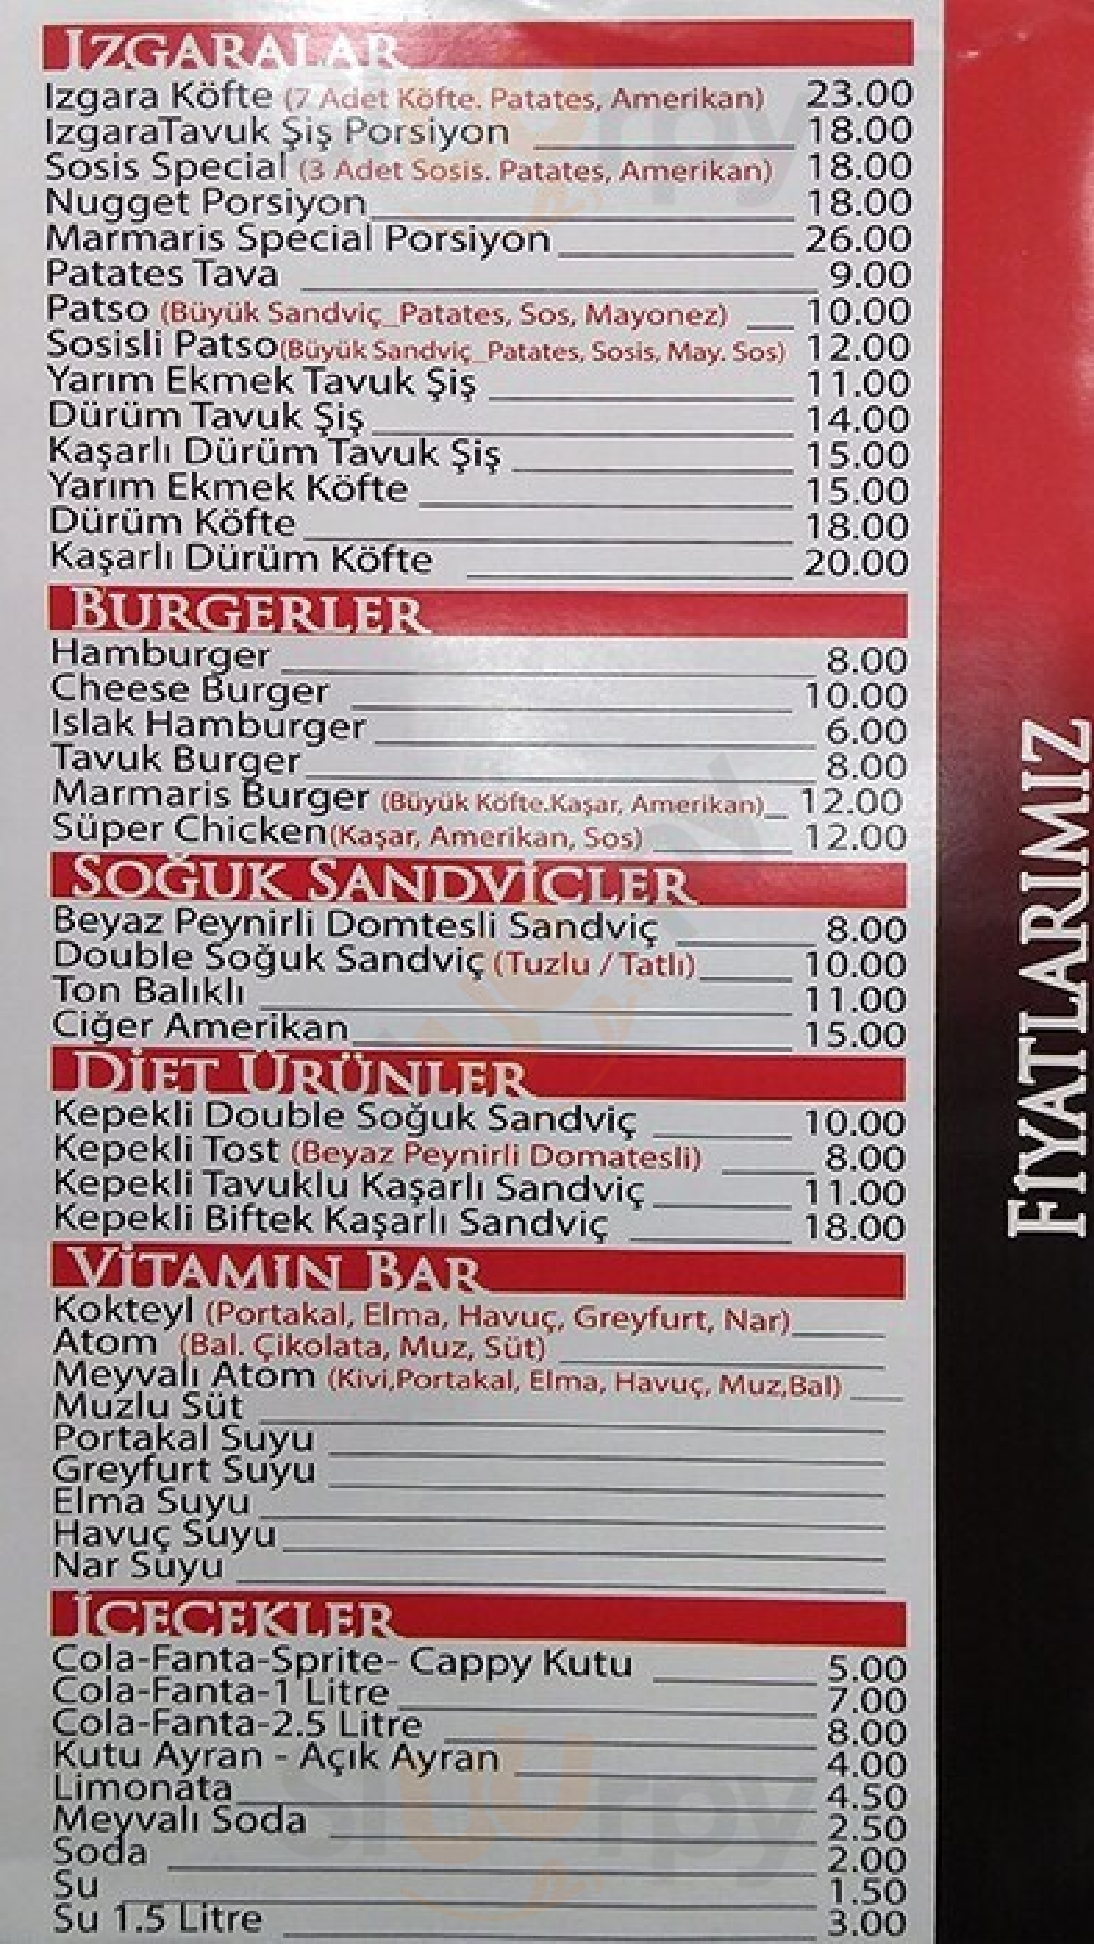 IZGARALAR
Izgara Köfte (7 Adet Köfte. Patates, Amerikan) 23.00
IzgaraTavuk Şiş Porsiyon 18.00
Sosis Special (3 Adet Sosis. Patates, Amerikan) 18.00
Nugget Porsiyon 18.00
Marmaris Special Porsiyon 26.00
Patates Tava 9.00
Patso (Büyük Sandviç_Patates, Sos, Mayonez) 10.00
Sosisli Patso(Büyük Sandviç_Patates, Sosis, May. Sos) 12.00
Yarım Ekmek Tavuk Şiş 11.00
Dürüm Tavuk Şiş 14.00
Kaşarlı Dürüm Tavuk Şiş 15.00
Yarım Ekmek Köfte 15.00
Dürüm Köfte 18.00
Kaşarlı Dürüm Köfte 20.00
BURGERLER
Hamburger 8.00
Cheese Burger 10.00
Islak Hamburger 6.00
Tavuk Burger 8.00
Marmaris Burger (Büyük Köfte.Kaşar, Amerikan) 12.00
Süper Chicken(Kaşar, Amerikan, Sos) 12.00
SOĞUK SANDVİÇLER
Beyaz Peynirli Domtesli Sandviç 8.00
Double Soğuk Sandviç (Tuzlu / Tatlı) 10.00
Ton Balıklı 11.00
Ciğer Amerikan 15.00
DİET ÜRÜNLER
Kepekli Double Soğuk Sandviç 10.00
Kepekli Tost (Beyaz Peynirli Domatesli) 8.00
Kepekli Tavuklu Kaşarlı Sandviç 11.00
Kepekli Biftek Kaşarlı Sandviç 18.00
VİTAMIN BAR
Kokteyl (Portakal, Elma, Havuç, Greyfurt, Nar)
Atom (Bal. Çikolata, Muz, Süt)
Meyvalı Atom (Kivi,Portakal, Elma, Havuç, Muz,Bal)
Muzlu Süt
Portakal Suyu
Greyfurt Suyu
Elma Suyu
Havuç Suyu
Nar Suyu
İÇECEKLER
Cola-Fanta-Sprite- Cappy Kutu 5.00
Cola-Fanta-1 Litre 7.00
Cola-Fanta-2.5 Litre 8.00
Kutu Ayran - Açık Ayran 4.00
Limonata 4.50
Meyvalı Soda 2.50
Soda 2.00
Su 1.50
Su 1.5 Litre 3.00
FİYATLARIMIZ
sluurpy